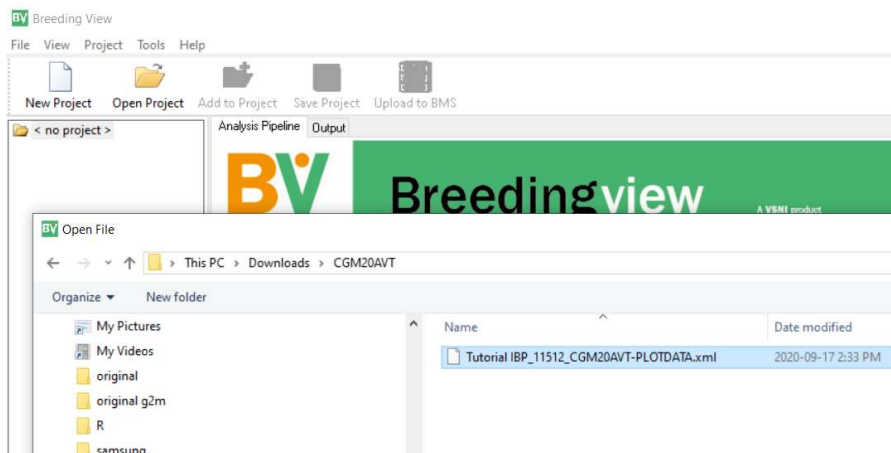 BV Breeding View
File View Project Tools Help
New Project Open Project Add to Project Save Project Upload to BMS
< no project >
Analysis Pipeline Output
BV Breedingview A VSNi product
BV Open File
This PC > Downloads > CGM20AVT
Organize New folder
My Pictures
My Videos
original
original g2m
R
samsung
Name Date modified
Tutorial IBP_11512_CGM20AVT-PLOTDATA.xml 2020-09-17 2:33 PM